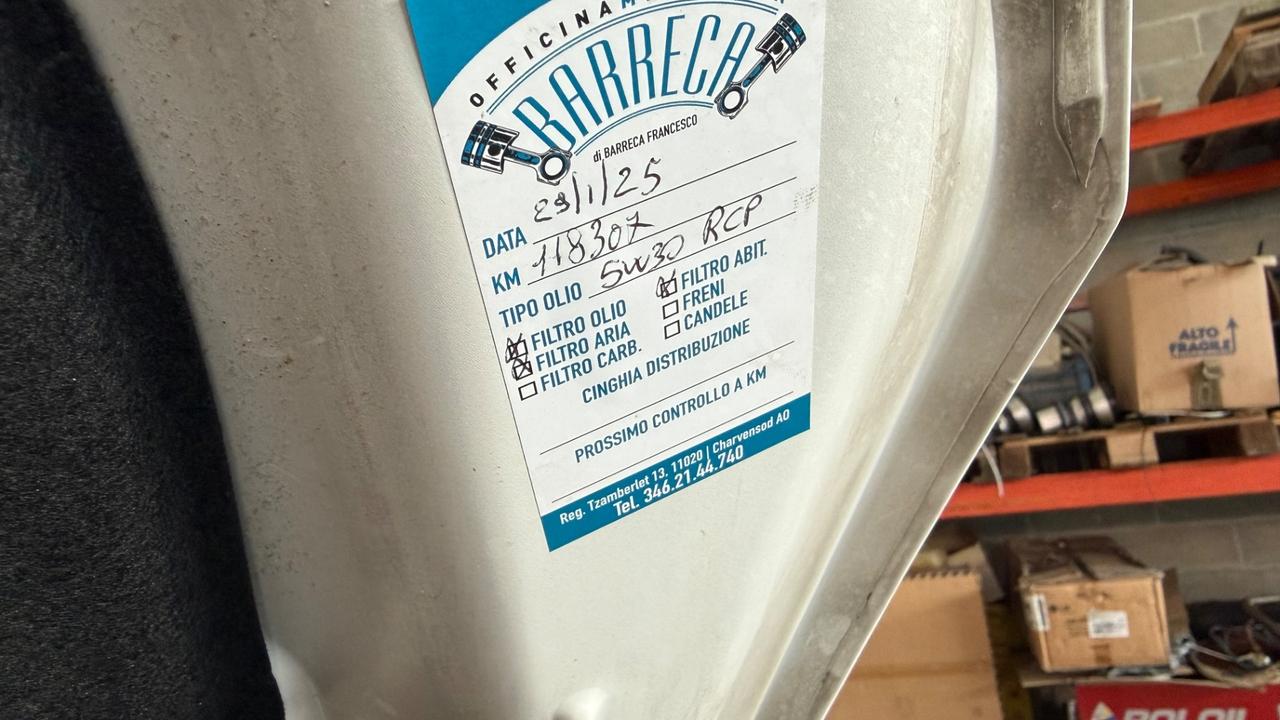 OFFICINA
BARRECA
di BARRECA FRANCESCO
DATA 29/1/25
KM 118307
TIPO OLIO 5W30 RCP
FILTRO OLIO
FILTRO ARIA
FILTRO CARB.
FILTRO ABIT.
FRENI
CANDELE
CINGHIA DISTRIBUZIONE
PROSSIMO CONTROLLO A KM
Reg. Tzamberlet 13, 11020 | Charvensod AO
Tel. 346.21.44.740
ALTO
FRAGILE